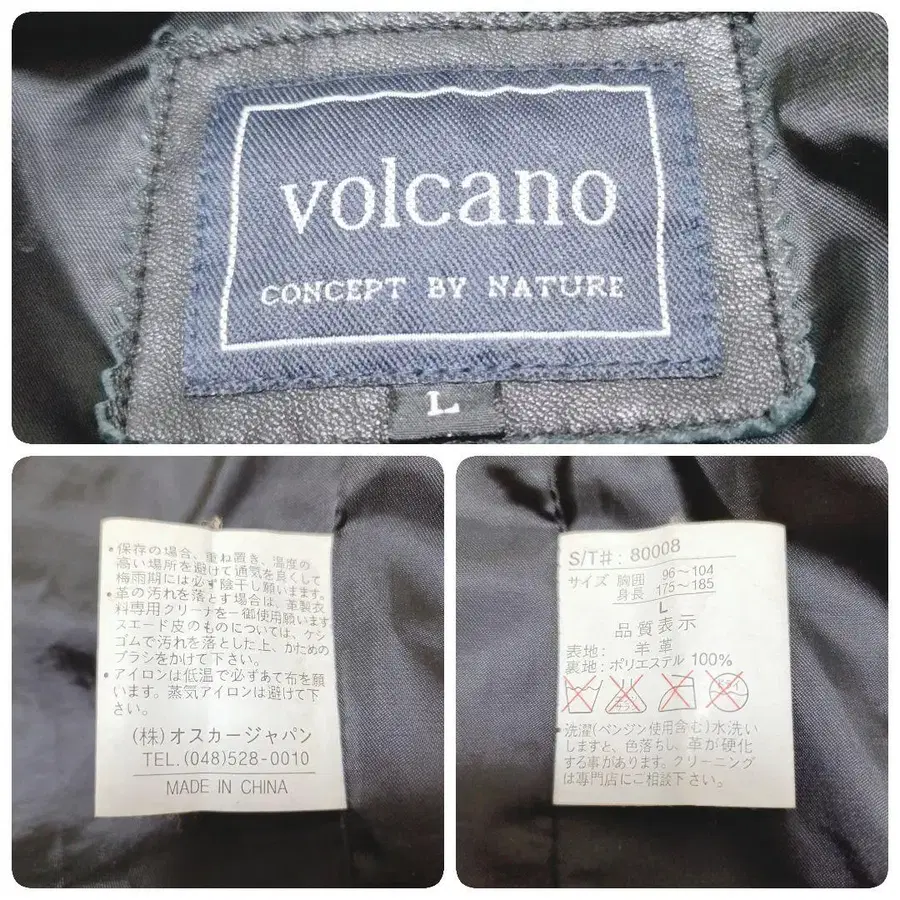 volcano
CONCEPT BY NATURE
L
・保存の場合、重ね置き、温度の
高い場所を避けて通気を良くして
梅雨期には必ず陰干し願います。
・革の汚れを落とす場合は、革製衣
料専用クリーナを一御使用願います
スエード皮のものについては、ケシ
ゴムで汚れを落とした上、かための
ブラシをかけて下さい。
・アイロンは低温で必ずあて布を願
います。蒸気アイロンは避けて下
さい。
(株)オスカージャパン
TEL.(048)528-0010
MADE IN CHINA
S/T#: 80008
サイズ 胸囲 96～104
身長 175～185
L
品質表示
表地: 羊革
裏地: ポリエステル 100%
エンソ
サラシ
ドライ
・洗濯(ベンジン使用含む)水洗い
しますと、色落ちし、革が硬化
する事があります。クリーニング
は専門店にご相談下さい。